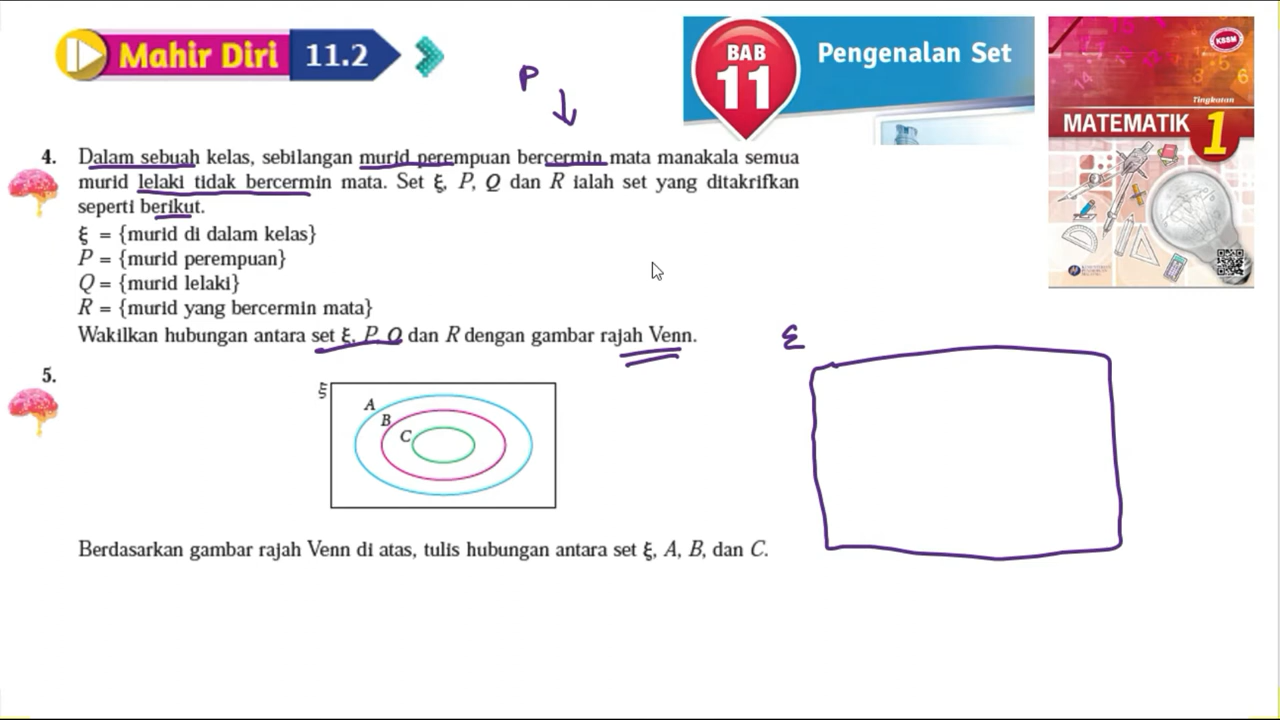 Mahir Diri 11.2
BAB 11
Pengenalan Set
KSSM
Tingkatan
MATEMATIK 1
P
4. Dalam sebuah kelas, sebilangan murid perempuan bercermin mata manakala semua
murid lelaki tidak bercermin mata. Set ξ, P, Q dan R ialah set yang ditakrifkan
seperti berikut.
ξ = {murid di dalam kelas}
P = {murid perempuan}
Q = {murid lelaki}
R = {murid yang bercermin mata}
Wakilkan hubungan antara set ξ, P, Q dan R dengan gambar rajah Venn.
ξ
5.
ξ
A
B
C
Berdasarkan gambar rajah Venn di atas, tulis hubungan antara set ξ, A, B, dan C.